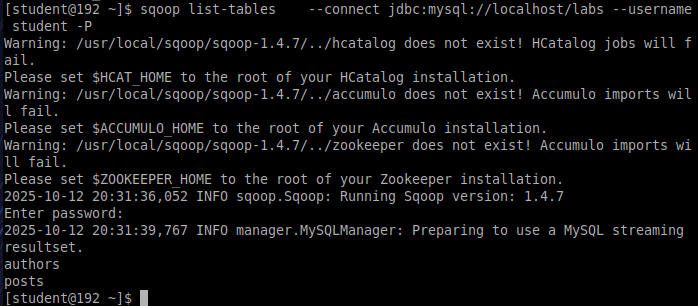 [student@192 ~]$ sqoop list-tables    --connect jdbc:mysql://localhost/labs --username
 student -P
Warning: /usr/local/sqoop/sqoop-1.4.7/../hcatalog does not exist! HCatalog jobs will f
ail.
Please set $HCAT_HOME to the root of your HCatalog installation.
Warning: /usr/local/sqoop/sqoop-1.4.7/../accumulo does not exist! Accumulo imports wil
l fail.
Please set $ACCUMULO_HOME to the root of your Accumulo installation.
Warning: /usr/local/sqoop/sqoop-1.4.7/../zookeeper does not exist! Accumulo imports wi
ll fail.
Please set $ZOOKEEPER_HOME to the root of your Zookeeper installation.
2025-10-12 20:31:36,052 INFO sqoop.Sqoop: Running Sqoop version: 1.4.7
Enter password:
2025-10-12 20:31:39,767 INFO manager.MySQLManager: Preparing to use a MySQL streaming
resultset.
authors
posts
[student@192 ~]$